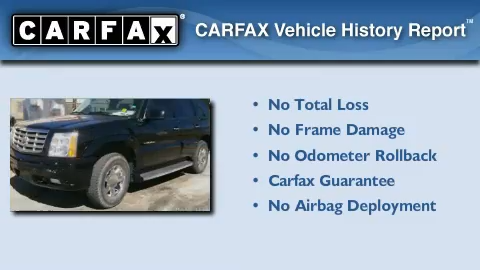 CARFAX® CARFAX Vehicle History Report™
• No Total Loss
• No Frame Damage
• No Odometer Rollback
• Carfax Guarantee
• No Airbag Deployment